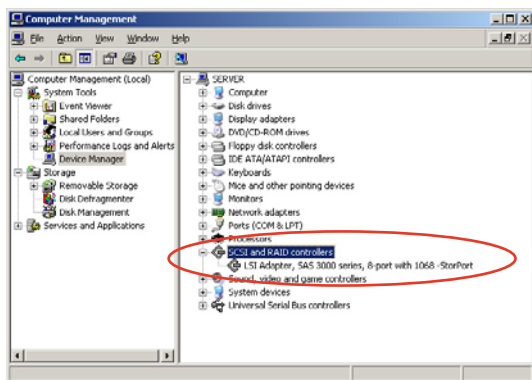 Computer Management
File Action View Window Help
Computer Management (Local)
System Tools
Event Viewer
Shared Folders
Local Users and Groups
Performance Logs and Alerts
Device Manager
Storage
Removable Storage
Disk Defragmenter
Disk Management
Services and Applications
SERVER
Computer
Disk drives
Display adapters
DVD/CD-ROM drives
Floppy disk controllers
IDE ATA/ATAPI controllers
Keyboards
Mice and other pointing devices
Monitors
Network adapters
Ports (COM & LPT)
Processors
SCSI and RAID controllers
LSI Adapter, SAS 3000 series, 8-port with 1068 -StorPort
Sound, video and game controllers
System devices
Universal Serial Bus controllers